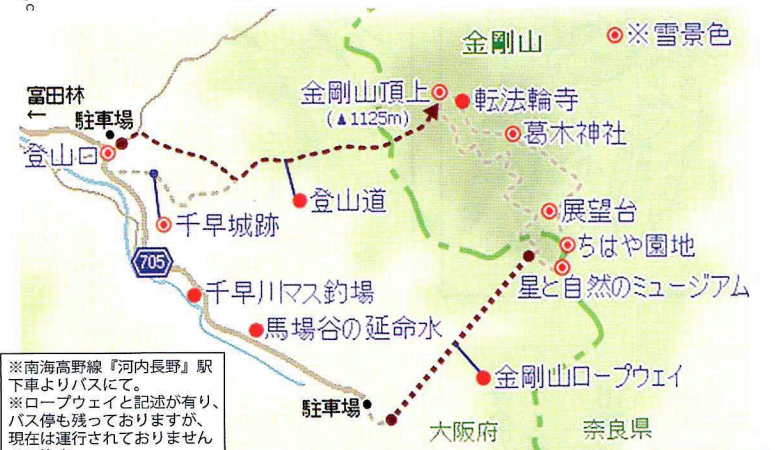 金剛山
※雪景色
富田林
←
駐車場
金剛山頂上
(▲1125m)
転法輪寺
葛木神社
登山口
登山道
千早城跡
展望台
ちはや園地
星と自然のミュージアム
705
千早川マス釣場
馬場谷の延命水
金剛山ロープウェイ
駐車場
大阪府
奈良県
※南海高野線『河内長野』駅
下車よりバスにて。
※ロープウェイと記述が有り、
バス停も残っておりますが、
現在は運行されておりません